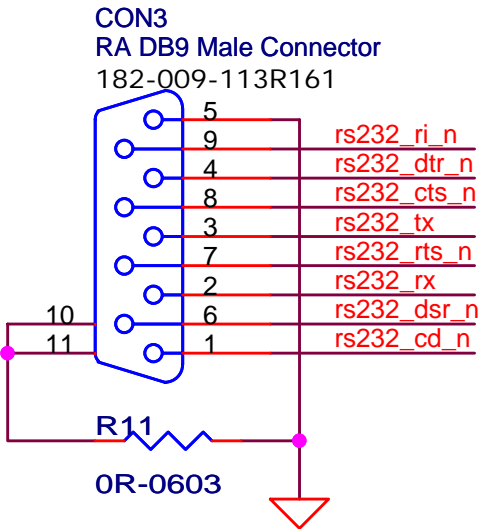 CON3
RA DB9 Male Connector
182-009-113R161
5
9 rs232_ri_n
4 rs232_dtr_n
8 rs232_cts_n
3 rs232_tx
7 rs232_rts_n
2 rs232_rx
10 6 rs232_dsr_n
11 1 rs232_cd_n
R11
0R-0603